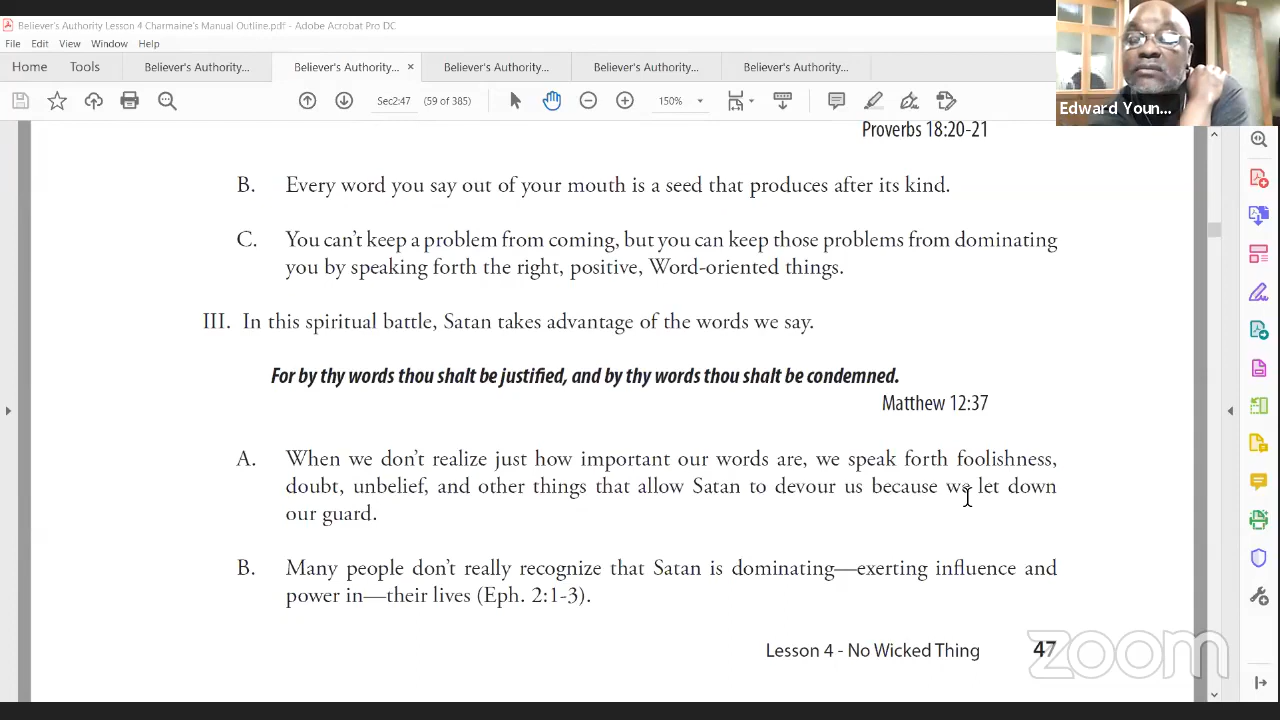 Believer's Authority Lesson 4 Charmaine's Manual Outline.pdf - Adobe Acrobat Pro DC
File Edit View Window Help
Home Tools Believer's Authority... Believer's Authority... × Believer's Authority... Believer's Authority... Believer's Authority...
Sec2:47 (39 of 385) 150%
Edward Youn...
Proverbs 18:20-21
B. Every word you say out of your mouth is a seed that produces after its kind.
C. You can't keep a problem from coming, but you can keep those problems from dominating
you by speaking forth the right, positive, Word-oriented things.
III. In this spiritual battle, Satan takes advantage of the words we say.
For by thy words thou shalt be justified, and by thy words thou shalt be condemned.
Matthew 12:37
A. When we don't realize just how important our words are, we speak forth foolishness,
doubt, unbelief, and other things that allow Satan to devour us because we let down
our guard.
B. Many people don't really recognize that Satan is dominating—exerting influence and
power in—their lives (Eph. 2:1-3).
Lesson 4 - No Wicked Thing 47
zoom